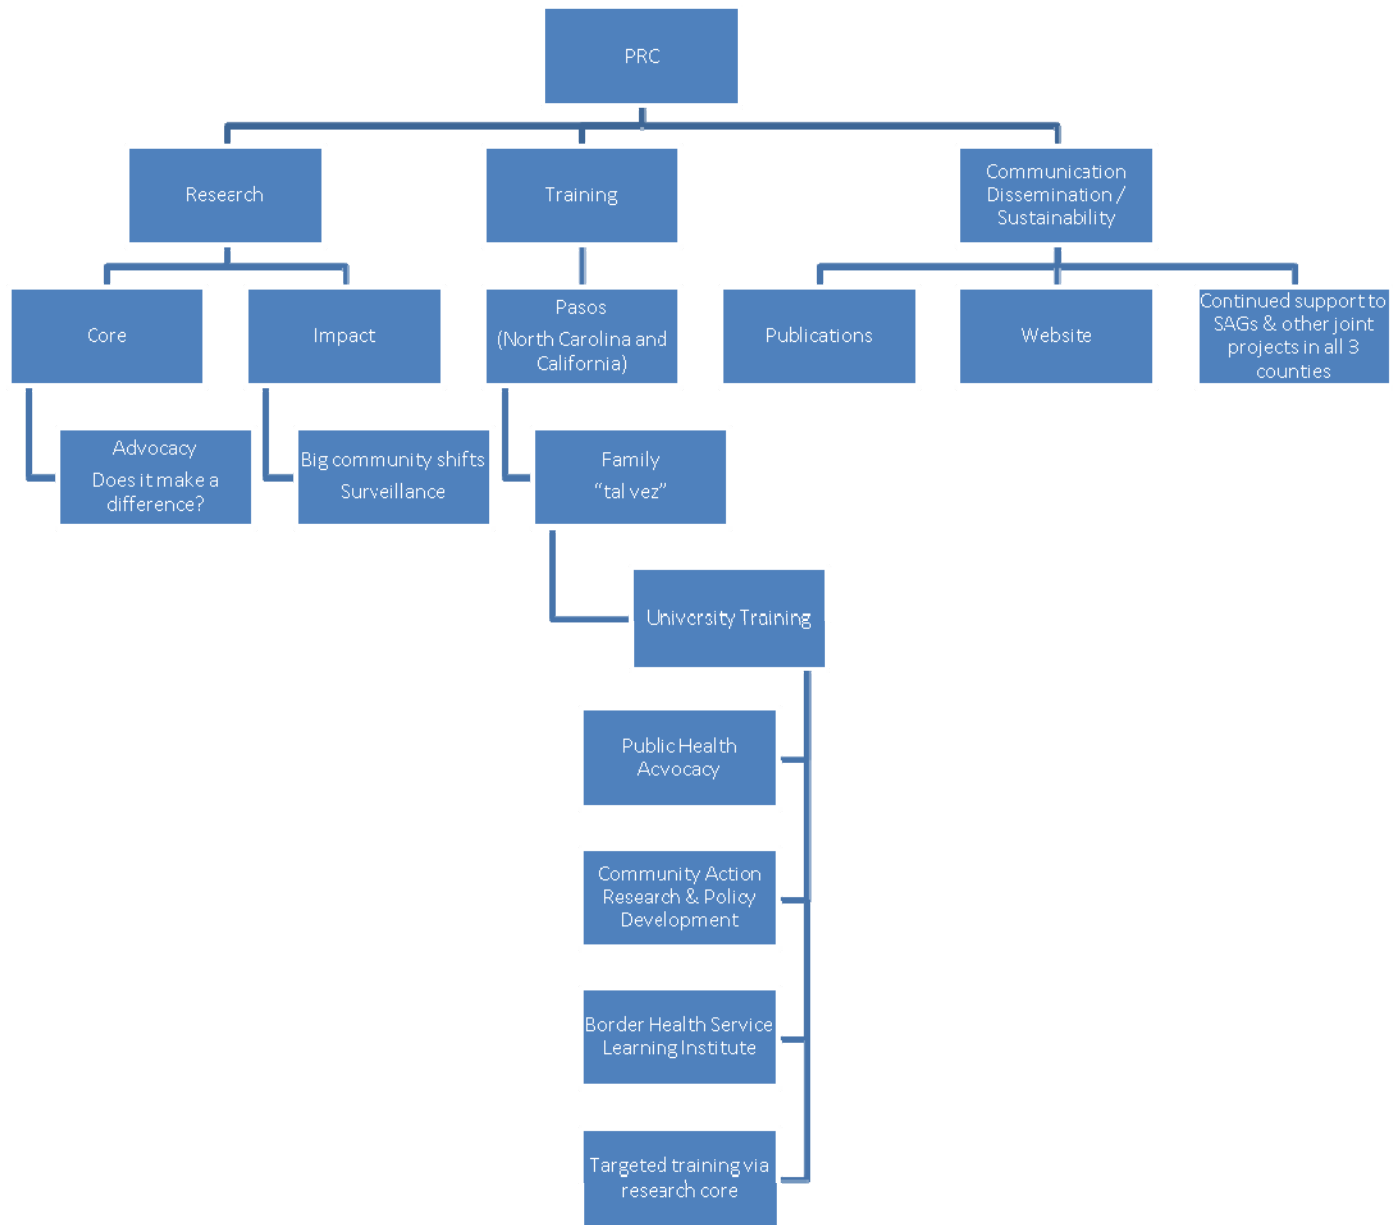 PRC
Research
Training
Communication
Dissemination /
Sustainability
Core
Impact
Pasos
(North Carolina and
California)
Publications
Website
Continued support to
SAGs & other joint
projects in all 3
counties
Advocacy
Does it make a
difference?
Big community shifts
Surveillance
Family
“tal vez”
University Training
Public Health
Advocacy
Community Action
Research & Policy
Development
Border Health Service
Learning Institute
Targeted training via
research core